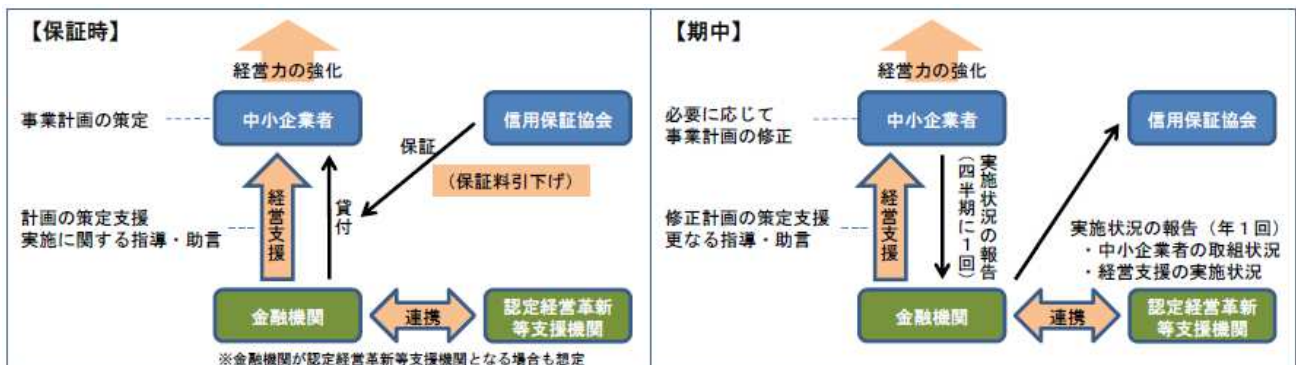 【保証時】
経営力の強化
事業計画の策定
中小企業者
信用保証協会
保証
(保証料引下げ)
経営支援
貸付
計画の策定支援
実施に関する指導・助言
金融機関
連携
認定経営革新
等支援機関
※金融機関が認定経営革新等支援機関となる場合も想定
【期中】
経営力の強化
必要に応じて
事業計画の修正
中小企業者
信用保証協会
経営支援
実施状況の報告
(四半期に1回)
修正計画の策定支援
更なる指導・助言
実施状況の報告(年1回)
・中小企業者の取組状況
・経営支援の実施状況
金融機関
連携
認定経営革新
等支援機関